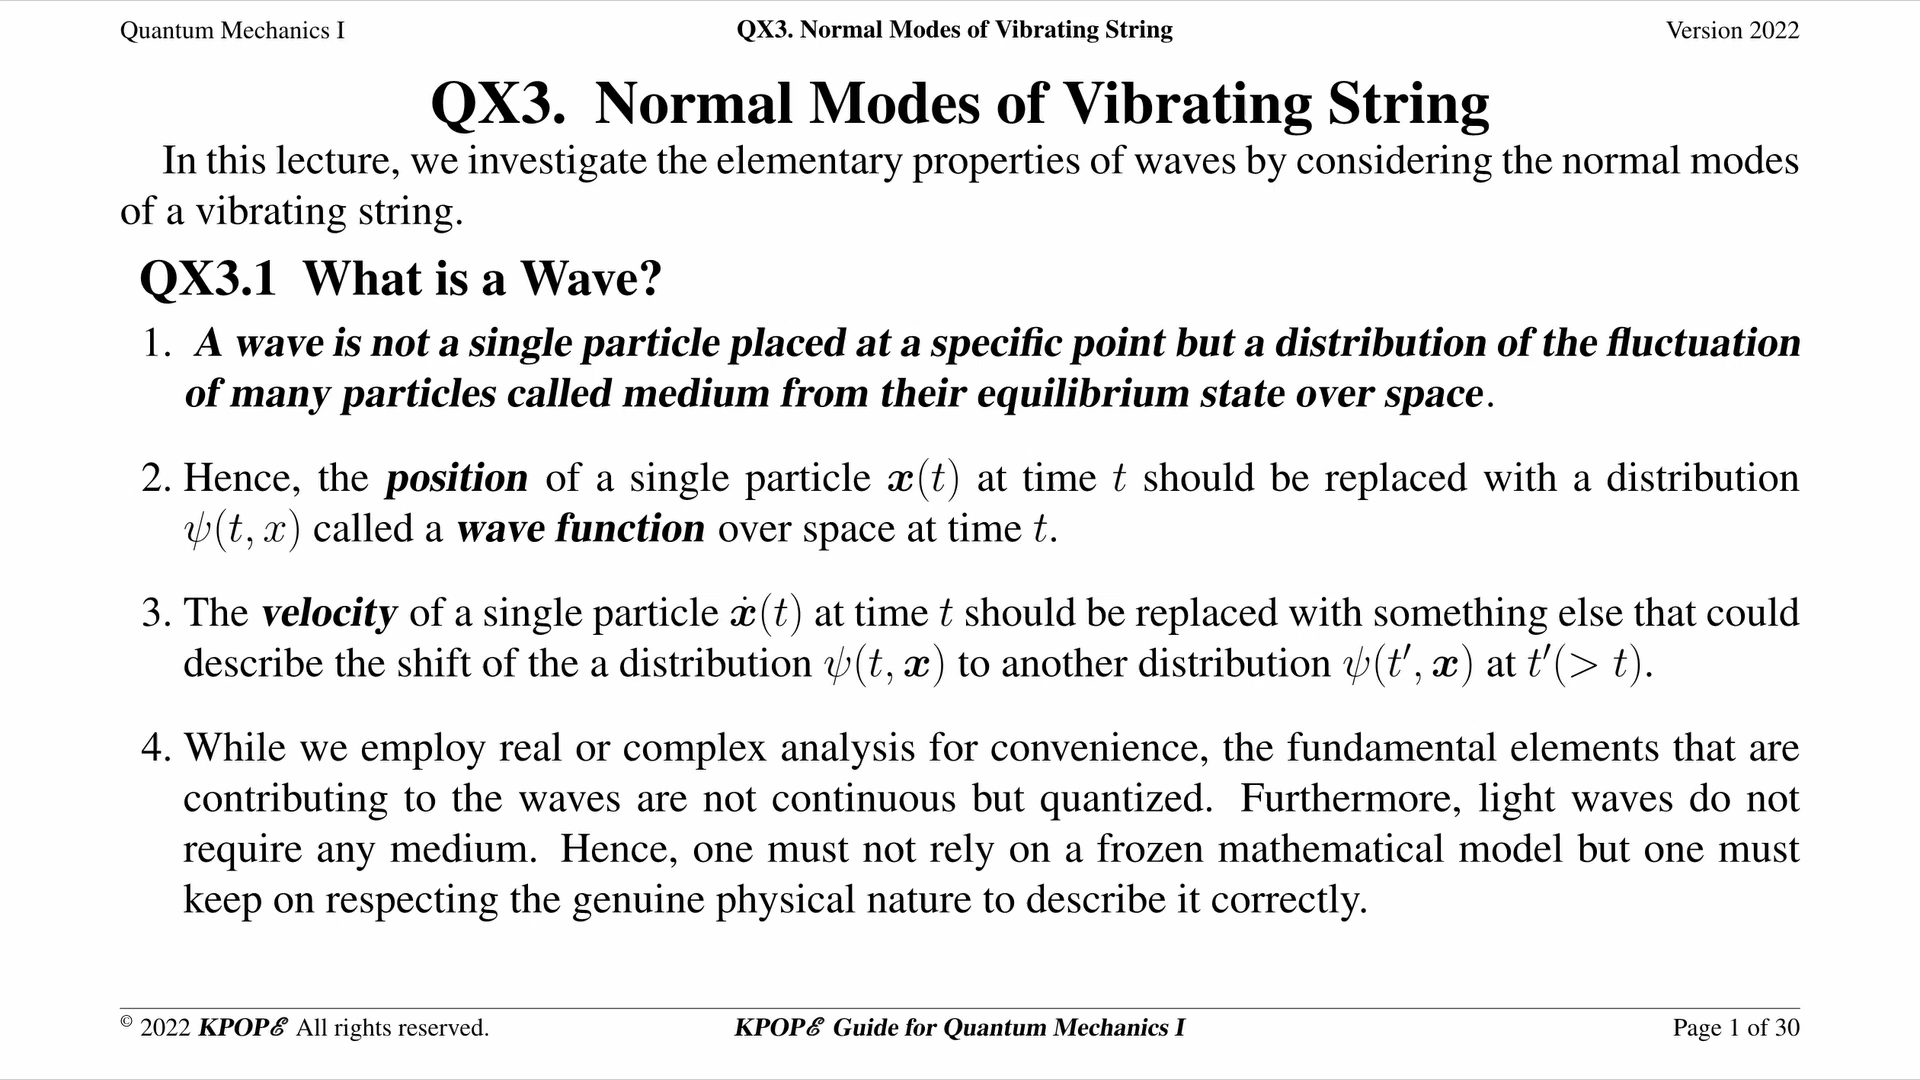 Quantum Mechanics I QX3. Normal Modes of Vibrating String Version 2022
QX3. Normal Modes of Vibrating String
In this lecture, we investigate the elementary properties of waves by considering the normal modes
of a vibrating string.
QX3.1 What is a Wave?
1. A wave is not a single particle placed at a specific point but a distribution of the fluctuation
of many particles called medium from their equilibrium state over space.
2. Hence, the position of a single particle x(t) at time t should be replaced with a distribution
ψ(t, x) called a wave function over space at time t.
3. The velocity of a single particle ẋ(t) at time t should be replaced with something else that could
describe the shift of the a distribution ψ(t, x) to another distribution ψ(t′, x) at t′(> t).
4. While we employ real or complex analysis for convenience, the fundamental elements that are
contributing to the waves are not continuous but quantized. Furthermore, light waves do not
require any medium. Hence, one must not rely on a frozen mathematical model but one must
keep on respecting the genuine physical nature to describe it correctly.
© 2022 KPOPℰ All rights reserved. KPOPℰ Guide for Quantum Mechanics I Page 1 of 30